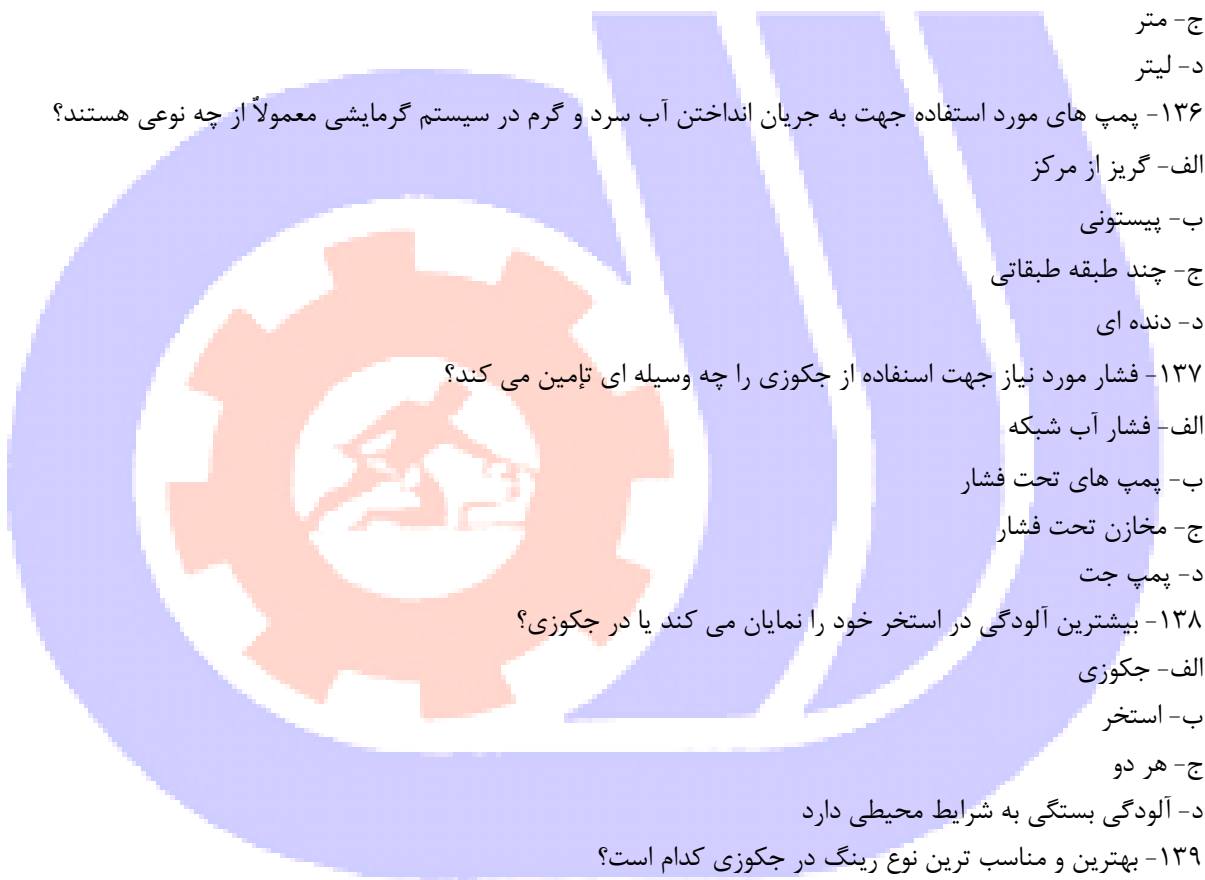 ج- متر
د- لیتر
۱۳۶- پمپ های مورد استفاده جهت به جریان انداختن آب سرد و گرم در سیستم گرمایشی معمولاٌ از چه نوعی هستند؟
الف- گریز از مرکز
ب- پیستونی
ج- چند طبقه طبقاتی
د- دنده ای
۱۳۷- فشار مورد نیاز جهت اسنفاده از جکوزی را چه وسیله ای تإمین می کند؟
الف- فشار آب شبکه
ب- پمپ های تحت فشار
ج- مخازن تحت فشار
د- پمپ جت
۱۳۸- بیشترین آلودگی در استخر خود را نمایان می کند یا در جکوزی؟
الف- جکوزی
ب- استخر
ج- هر دو
د- آلودگی بستگی به شرایط محیطی دارد
۱۳۹- بهترین و مناسب ترین نوع رینگ در جکوزی کدام است؟